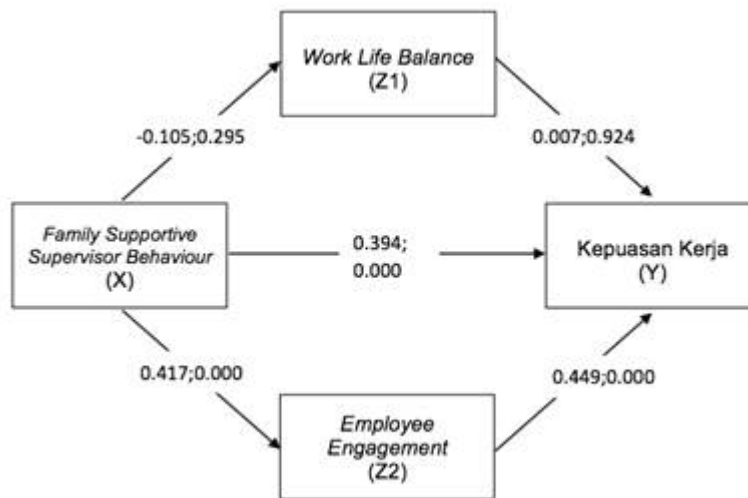 Work Life Balance
(Z1)
-0.105;0.295
0.007;0.924
Family Supportive
Supervisor Behaviour
(X)
0.394;
0.000
Kepuasan Kerja
(Y)
0.417;0.000
0.449;0.000
Employee
Engagement
(Z2)